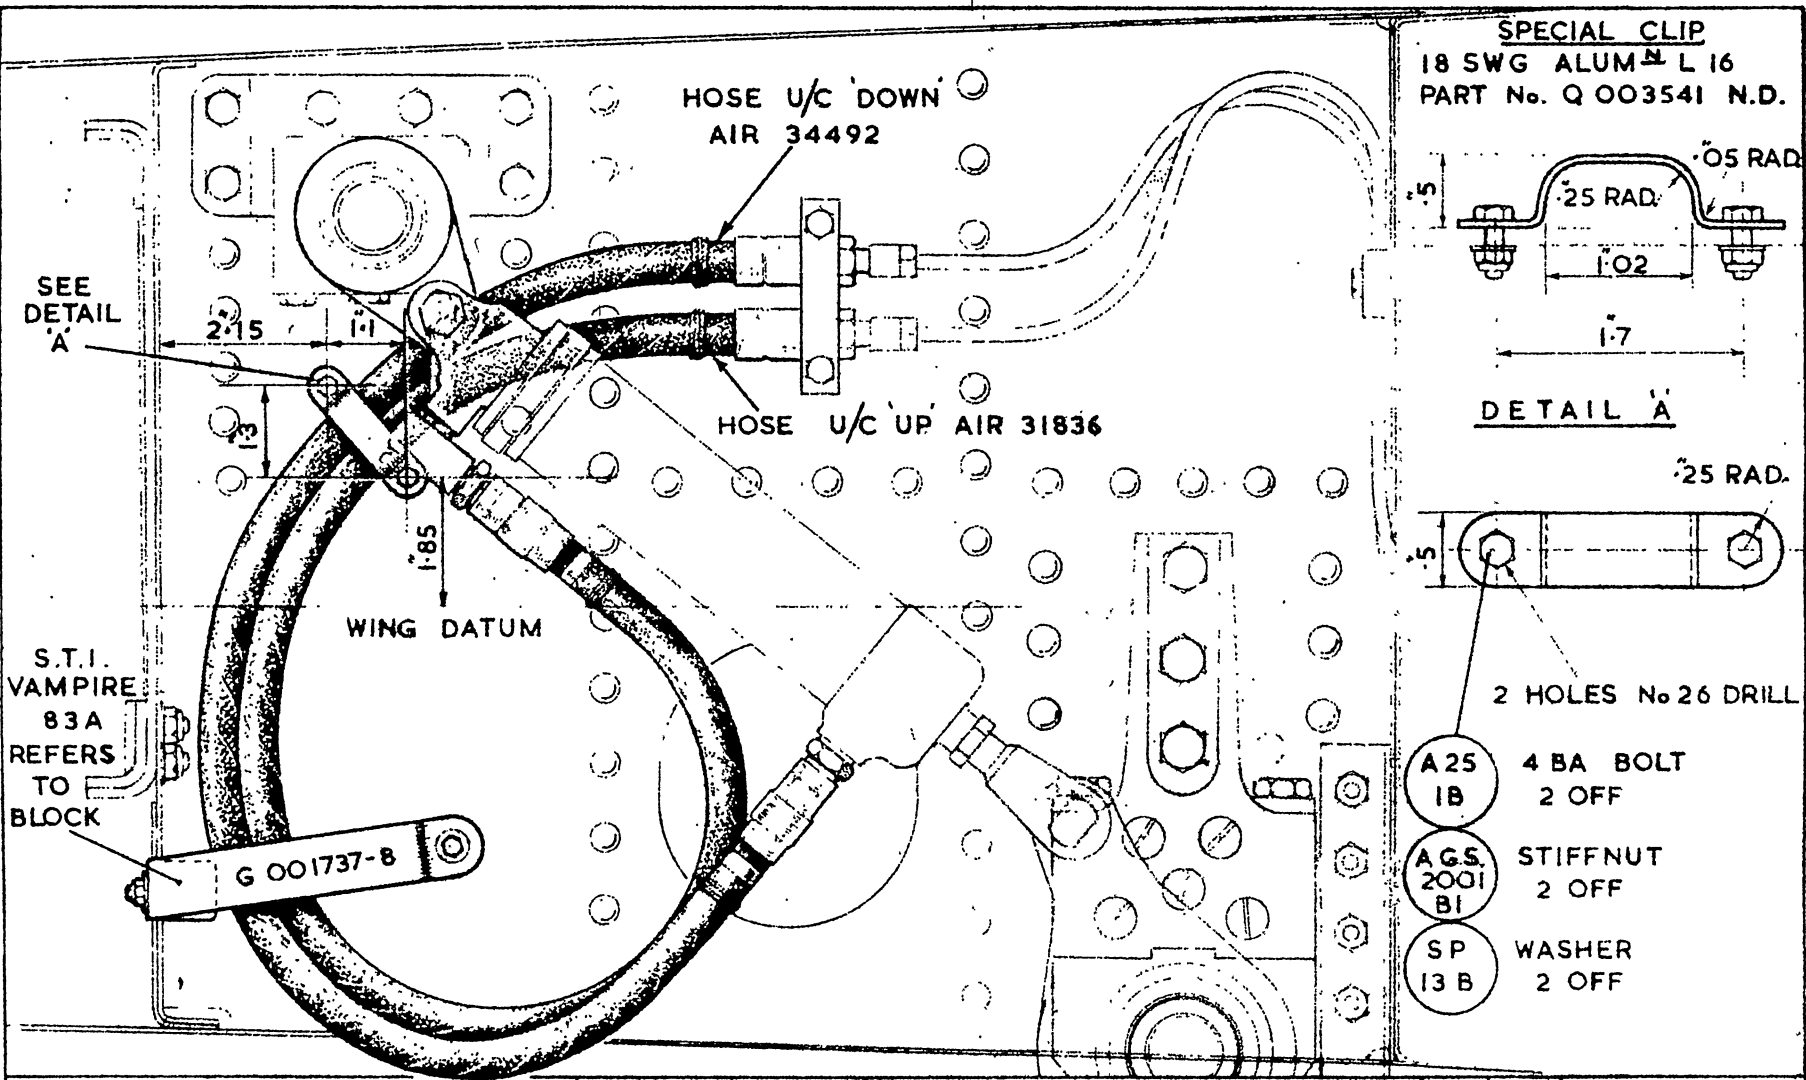 SPECIAL CLIP
18 SWG ALUMN L 16
PART No. Q 003541 N.D.
HOSE U/C 'DOWN'
AIR 34492
·05" RAD
·5"
·25" RAD.
1·02"
1·7"
SEE
DETAIL
'A'
2·15"
1·1"
1·3"
HOSE U/C 'UP' AIR 31836
DETAIL 'A'
·25" RAD.
·5"
1·85"
WING DATUM
S.T.I.
VAMPIRE
83A
REFERS
TO
BLOCK
2 HOLES No 26 DRILL
A 25
1B
4 BA BOLT
2 OFF
G 001737-8
A.G.S.
2001
B1
STIFFNUT
2 OFF
SP
13 B
WASHER
2 OFF